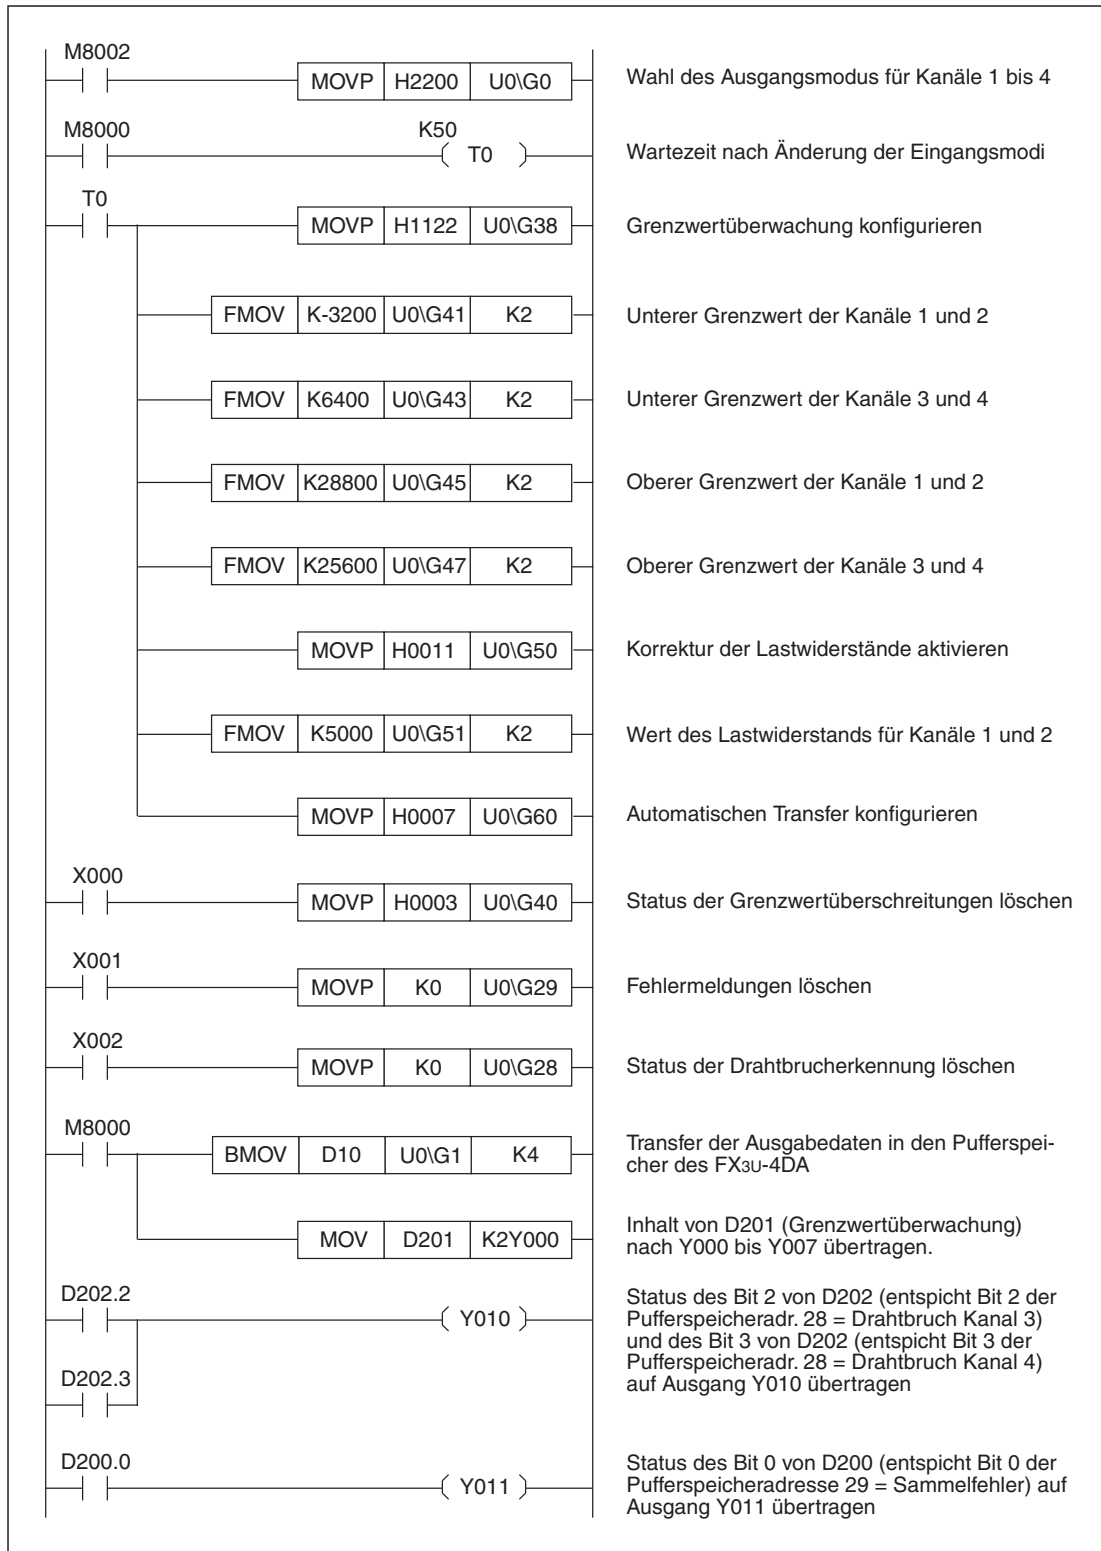 M8002
MOVP H2200 U0\G0 Wahl des Ausgangsmodus für Kanäle 1 bis 4
M8000 K50
T0 Wartezeit nach Änderung der Eingangsmodi
T0
MOVP H1122 U0\G38 Grenzwertüberwachung konfigurieren
FMOV K-3200 U0\G41 K2 Unterer Grenzwert der Kanäle 1 und 2
FMOV K6400 U0\G43 K2 Unterer Grenzwert der Kanäle 3 und 4
FMOV K28800 U0\G45 K2 Oberer Grenzwert der Kanäle 1 und 2
FMOV K25600 U0\G47 K2 Oberer Grenzwert der Kanäle 3 und 4
MOVP H0011 U0\G50 Korrektur der Lastwiderstände aktivieren
FMOV K5000 U0\G51 K2 Wert des Lastwiderstands für Kanäle 1 und 2
MOVP H0007 U0\G60 Automatischen Transfer konfigurieren
X000
MOVP H0003 U0\G40 Status der Grenzwertüberschreitungen löschen
X001
MOVP K0 U0\G29 Fehlermeldungen löschen
X002
MOVP K0 U0\G28 Status der Drahtbrucherkennung löschen
M8000
BMOV D10 U0\G1 K4 Transfer der Ausgabedaten in den Pufferspei-
cher des FX3U-4DA
MOV D201 K2Y000 Inhalt von D201 (Grenzwertüberwachung)
nach Y000 bis Y007 übertragen.
D202.2
Y010
D202.3
Status des Bit 2 von D202 (entspicht Bit 2 der
Pufferspeicheradr. 28 = Drahtbruch Kanal 3)
und des Bit 3 von D202 (entspicht Bit 3 der
Pufferspeicheradr. 28 = Drahtbruch Kanal 4)
auf Ausgang Y010 übertragen
D200.0
Y011
Status des Bit 0 von D200 (entspicht Bit 0 der
Pufferspeicheradresse 29 = Sammelfehler) auf
Ausgang Y011 übertragen